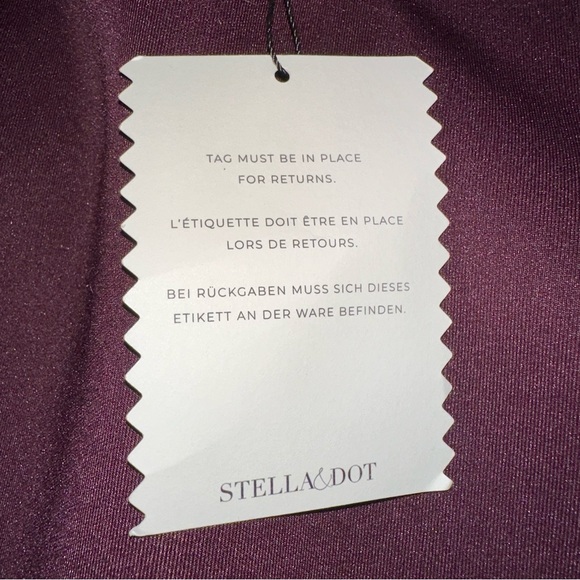 TAG MUST BE IN PLACE
FOR RETURNS.
L'ÉTIQUETTE DOIT ÊTRE EN PLACE
LORS DE RETOURS.
BEI RÜCKGABEN MUSS SICH DIESES
ETIKETT AN DER WARE BEFINDEN.
STELLA&DOT